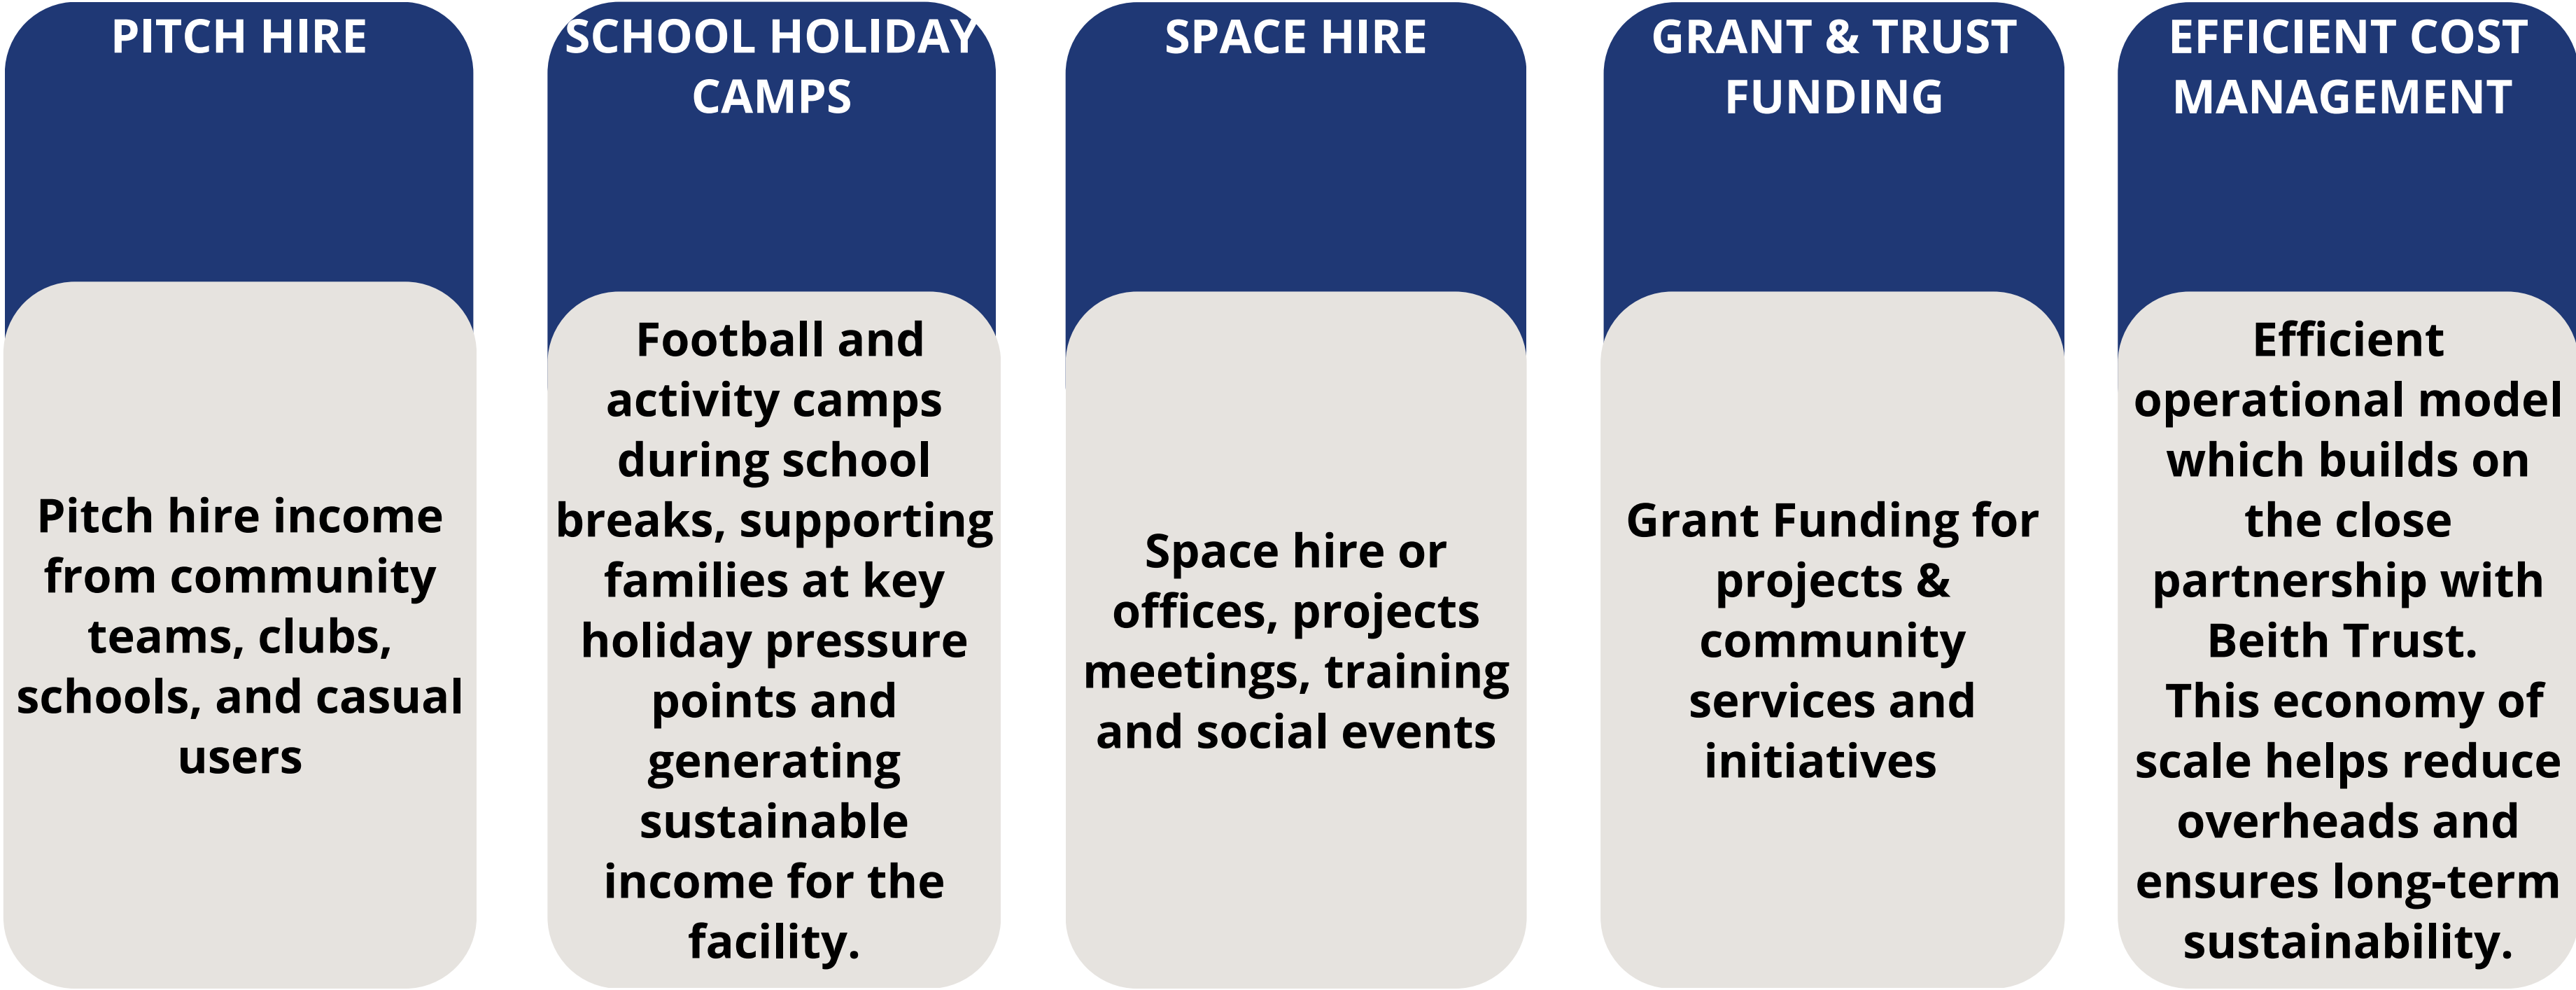 PITCH HIRE
Pitch hire income
from community
teams, clubs,
schools, and casual
users
SCHOOL HOLIDAY
CAMPS
Football and
activity camps
during school
breaks, supporting
families at key
holiday pressure
points and
generating
sustainable
income for the
facility.
SPACE HIRE
Space hire or
offices, projects
meetings, training
and social events
GRANT & TRUST
FUNDING
Grant Funding for
projects &
community
services and
initiatives
EFFICIENT COST
MANAGEMENT
Efficient
operational model
which builds on
the close
partnership with
Beith Trust.
This economy of
scale helps reduce
overheads and
ensures long-term
sustainability.